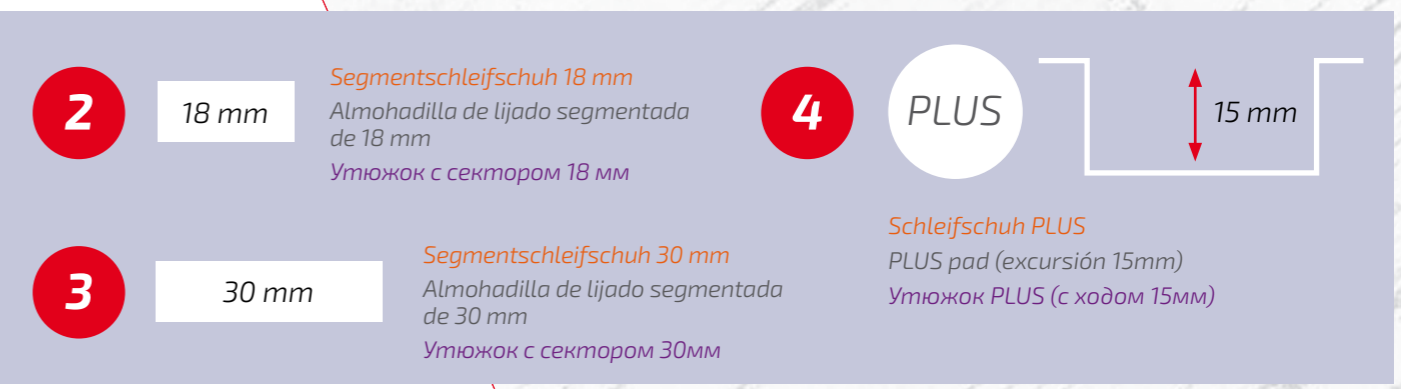 2
18 mm
Segmentschleifschuh 18 mm
Almohadilla de lijado segmentada
de 18 mm
Утюжок с сектором 18 мм
3
30 mm
Segmentschleifschuh 30 mm
Almohadilla de lijado segmentada
de 30 mm
Утюжок с сектором 30мм
4
PLUS
15 mm
Schleifschuh PLUS
PLUS pad (excursión 15mm)
Утюжок PLUS (с ходом 15мм)